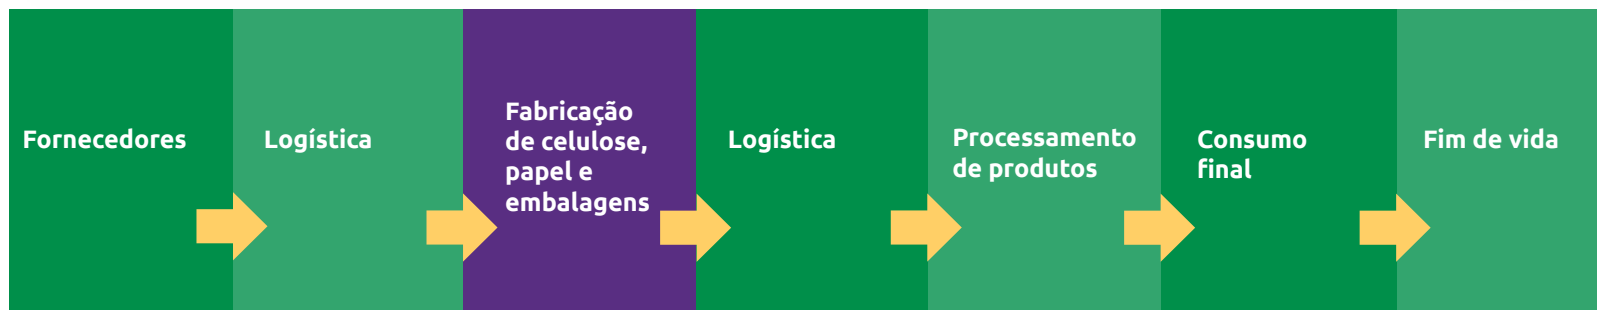 Fornecedores
Logística
Fabricação
de celulose,
papel e
embalagens
Logística
Processamento
de produtos
Consumo
final
Fim de vida